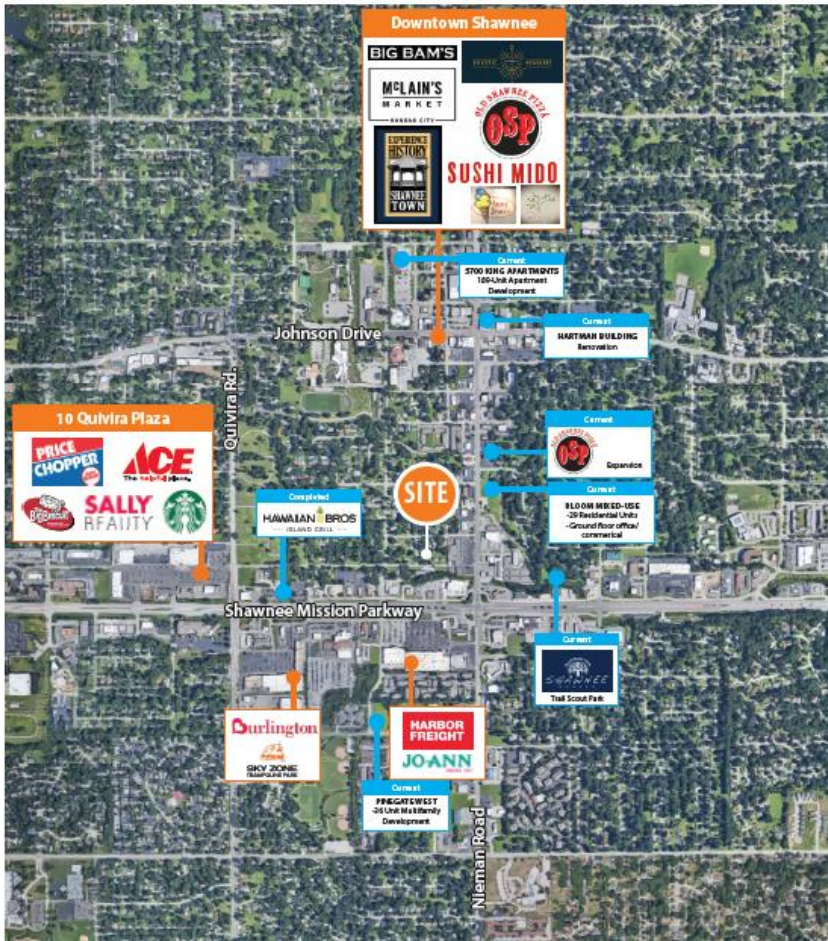 Downtown Shawnee
BIG BAM'S
McLAIN'S
MARKET
KANSAS CITY
EXPERIENCE
HISTORY
SHAWNEE
TOWN
OLD SHAWNEE PIZZA
OSP
SUSHI MIDO
Current
5700 KING APARTMENTS
169-Unit Apartment
Development
Current
HARTMAN BUILDING
Renovation
Johnson Drive
Quivira Rd.
10 Quivira Plaza
PRICE
CHOPPER
ACE
The helpful place.
Big Biscuit
SALLY
BEAUTY
Current
OSP
Expansion
SITE
Current
BLOOM MIXED-USE
-29 Residential Units
-Ground floor office/
commerical
Completed
HAWAIIAN BROS
ISLAND GRILL
Shawnee Mission Parkway
Current
SHAWNEE
Trail Scout Park
Burlington
SKY ZONE
TRAMPOLINE PARK
HARBOR
FREIGHT
JO-ANN
Current
PINEGATE WEST
-26 Unit Multifamily
Development
Nieman Road